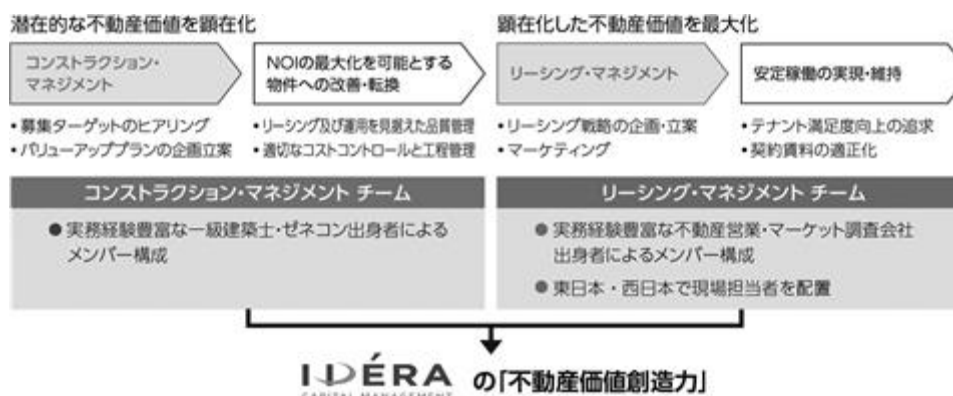 潜在的な不動産価値を顕在化
顕在化した不動産価値を最大化
コンストラクション・
マネジメント
NOIの最大化を可能とする
物件への改善・転換
リーシング・マネジメント
安定稼働の実現・維持
•募集ターゲットのヒアリング
•バリューアッププランの企画立案
•リーシング及び運用を見据えた品質管理
•適切なコストコントロールと工程管理
•リーシング戦略の企画・立案
•マーケティング
•テナント満足度向上の追求
•契約賃料の適正化
コンストラクション・マネジメント チーム
●実務経験豊富な一級建築士・ゼネコン出身者による
メンバー構成
リーシング・マネジメント チーム
●実務経験豊富な不動産営業・マーケット調査会社
出身者によるメンバー構成
●東日本・西日本で現場担当者を配置
IDÉRA の「不動産価値創造力」
CAPITAL MANAGEMENT